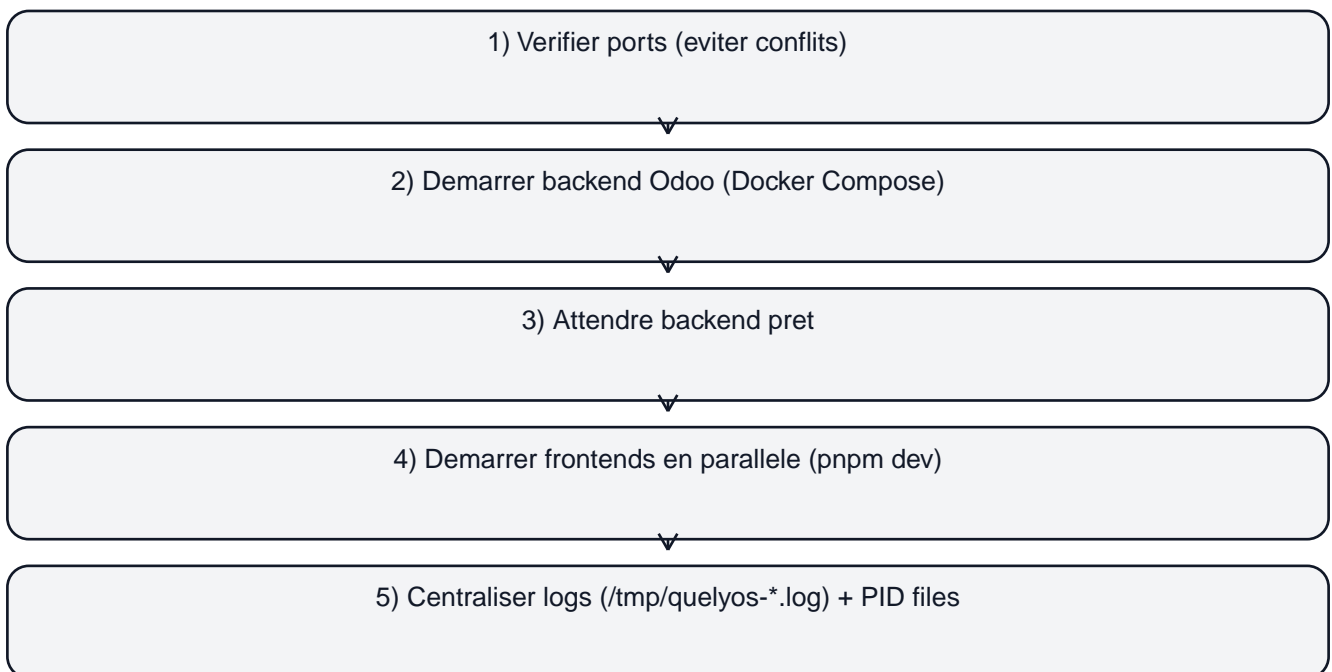 1) Verifier ports (eviter conflits)
2) Demarrer backend Odoo (Docker Compose)
3) Attendre backend pret
4) Demarrer frontends en parallele (pnpm dev)
5) Centraliser logs (/tmp/quelyos-*.log) + PID files